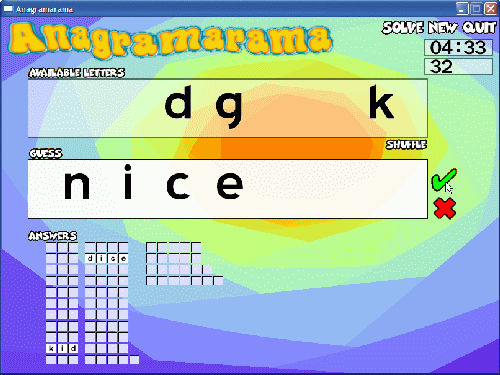 Anagramarama
Anagramarama
SOLVE NEW QUIT
04:33
32
AVAILABLE LETTERS
d g k
SHUFFLE
GUESS
n i c e
ANSWERS
d i c e
k i d